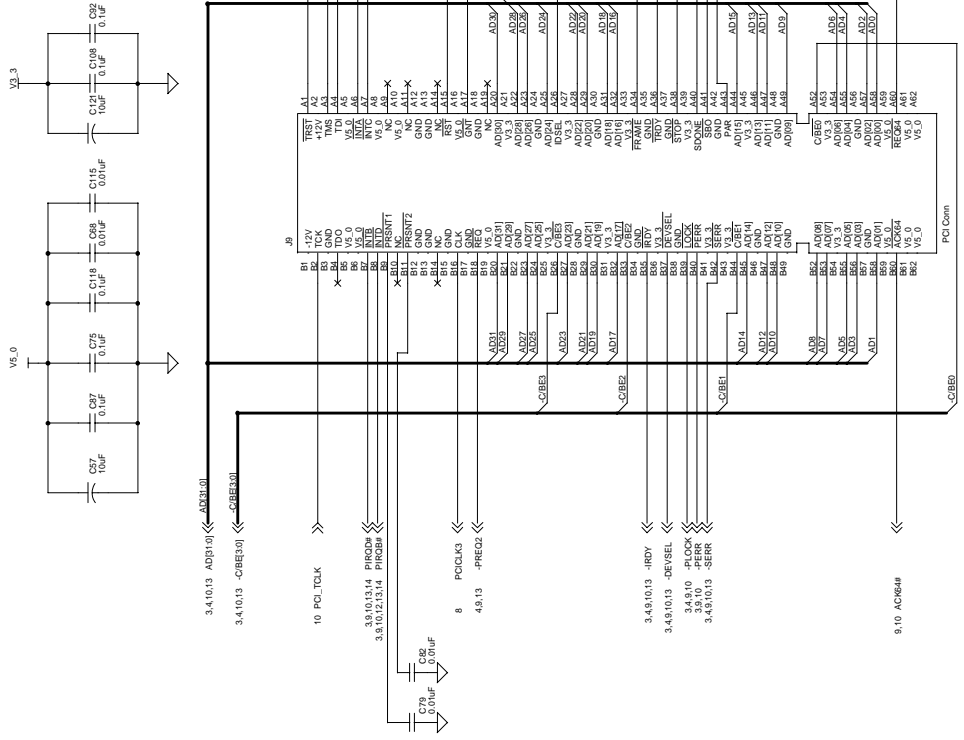 V5_0
V3_3
C57
10uF
C87
0.1uF
C75
0.1uF
C118
0.1uF
C68
0.01uF
C115
0.01uF
C121
10uF
C108
0.1uF
C92
0.1uF
3,4,10,13 AD[31:0] AD[31:0]
3,4,10,13 -C/BE[3:0] -C/BE[3:0]
J9
B1 -12V TRST A1
10 PCI_TCLK B2 TCK +12V A2
B3 GND TMS A3
B4 TDO TDI A4
B5 V5_0 V5_0 A5
B6 V5_0 INTA A6
3,9,10,13,14 PIRQD# B7 INTB INTC A7
3,9,10,12,13,14 PIRQB# B8 INTD V5_0 A8
B9 PRSNT1 NC A9
B10 NC V5_0 A10
B11 PRSNT2 NC A11
B12 GND GND A12
B13 GND GND A13
B14 NC NC A14
B15 GND RST A15
8 PCICLK3 B16 CLK V5_0 A16
B17 GND GNT A17
4,9,13 -PREQ2 B18 REQ GND A18
B19 V5_0 NC A19
AD31 B20 AD[31] AD[30] A20 AD30
AD29 B21 AD[29] V3_3 A21
B22 GND AD[28] A22 AD28
AD27 B23 AD[27] AD[26] A23 AD26
AD25 B24 AD[25] GND A24
B25 V3_3 AD[24] A25 AD24
-C/BE3 B26 C/BE3 IDSEL A26
AD23 B27 AD[23] V3_3 A27
B28 GND AD[22] A28 AD22
AD21 B29 AD[21] AD[20] A29 AD20
AD19 B30 AD[19] GND A30
B31 V3_3 AD[18] A31 AD18
AD17 B32 AD[17] AD[16] A32 AD16
-C/BE2 B33 C/BE2 V3_3 A33
B34 GND FRAME A34
3,4,9,10,13 -IRDY B35 IRDY GND A35
B36 V3_3 TRDY A36
3,4,9,10,13 -DEVSEL B37 DEVSEL GND A37
B38 GND STOP A38
3,4,9,10 -PLOCK B39 LOCK V3_3 A39
3,9,10 -PERR B40 PERR SDONE A40
B41 V3_3 SBO A41
3,4,9,10,13 -SERR B42 SERR GND A42
B43 V3_3 PAR A43
-C/BE1 B44 C/BE1 AD[15] A44 AD15
AD14 B45 AD[14] V3_3 A45
B46 GND AD[13] A46 AD13
AD12 B47 AD[12] AD[11] A47 AD11
AD10 B48 AD[10] GND A48
B49 GND AD[09] A49 AD9
AD8 B52 AD[08] C/BE0 A52
AD7 B53 AD[07] V3_3 A53
B54 V3_3 AD[06] A54 AD6
AD5 B55 AD[05] AD[04] A55 AD4
AD3 B56 AD[03] GND A56
B57 GND AD[02] A57 AD2
AD1 B58 AD[01] AD[00] A58 AD0
B59 V5_0 V5_0 A59
9,10 ACK64# B60 ACK64 REQ64 A60
B61 V5_0 V5_0 A61
B62 V5_0 V5_0 A62
PCI Conn
-C/BE0
C82
0.01uF
C79
0.01uF